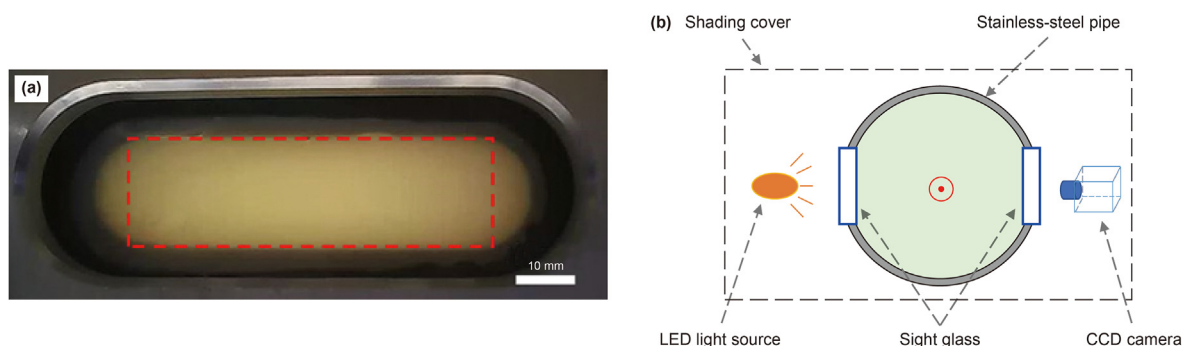 (a)
10 mm
(b) Shading cover
Stainless-steel pipe
LED light source
Sight glass
CCD camera